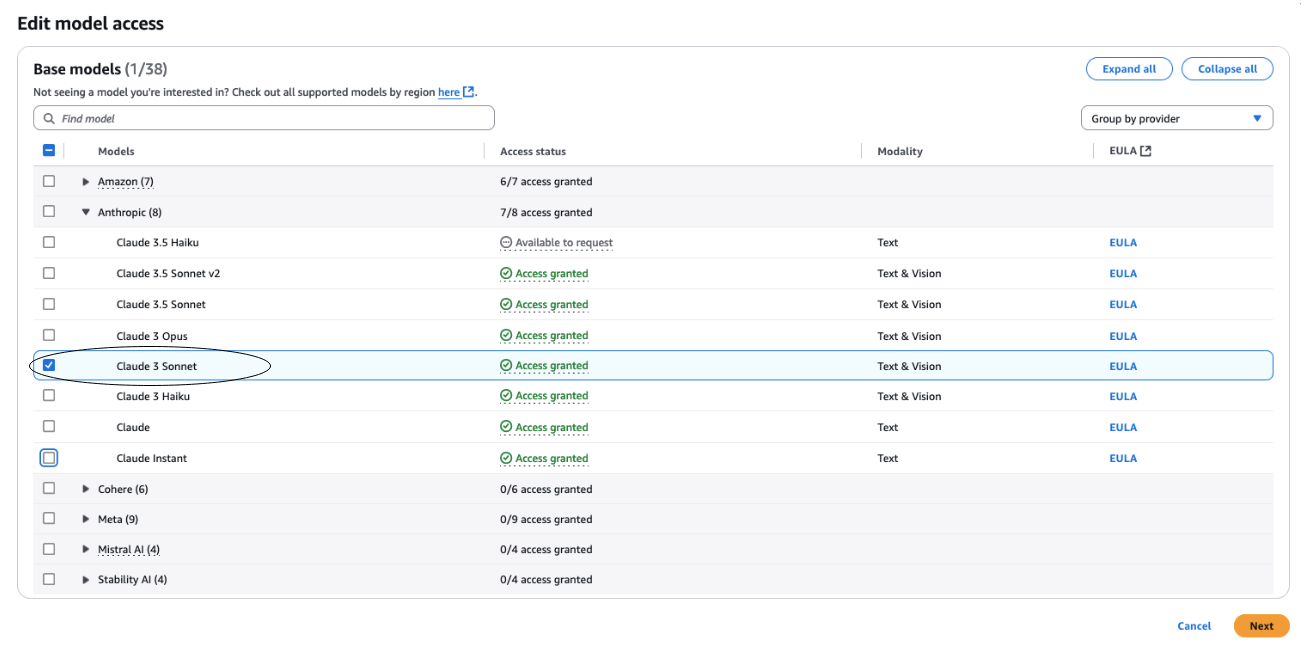 Edit model access
Base models (1/38)
Expand all
Collapse all
Not seeing a model you're interested in? Check out all supported models by region here.
Find model
Group by provider
Models Access status Modality EULA
Amazon (7) 6/7 access granted
Anthropic (8) 7/8 access granted
Claude 3.5 Haiku Available to request Text EULA
Claude 3.5 Sonnet v2 Access granted Text & Vision EULA
Claude 3.5 Sonnet Access granted Text & Vision EULA
Claude 3 Opus Access granted Text & Vision EULA
Claude 3 Sonnet Access granted Text & Vision EULA
Claude 3 Haiku Access granted Text & Vision EULA
Claude Access granted Text EULA
Claude Instant Access granted Text EULA
Cohere (6) 0/6 access granted
Meta (9) 0/9 access granted
Mistral AI (4) 0/4 access granted
Stability AI (4) 0/4 access granted
Cancel
Next